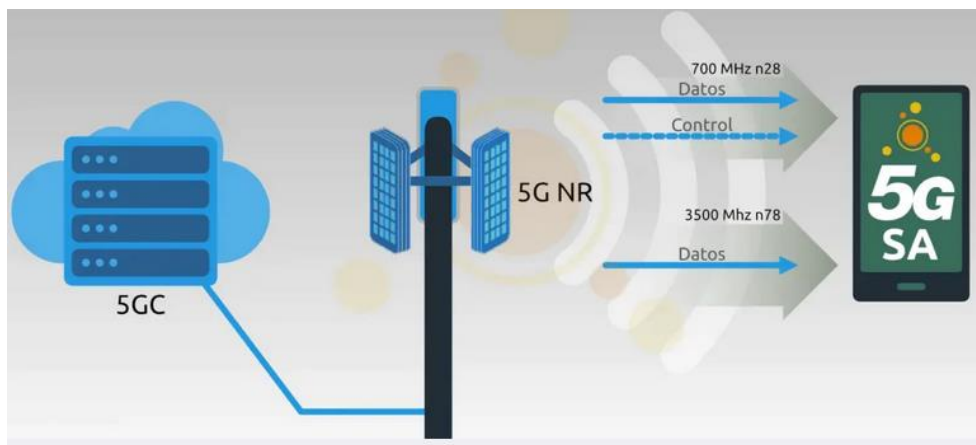 700 MHz n28
Datos
Control
5G NR
3500 Mhz n78
Datos
5G
SA
5GC